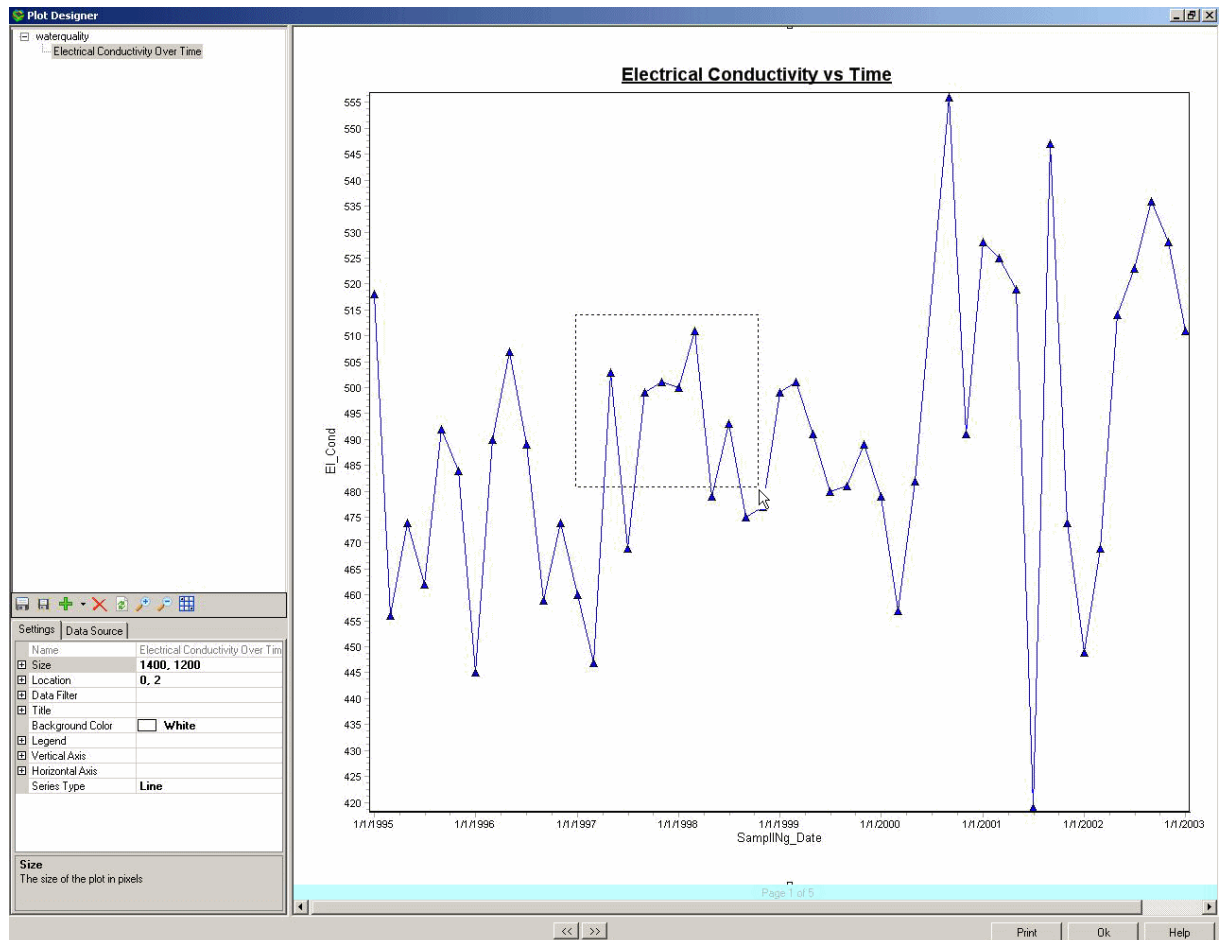 Plot Designer
waterquality
Electrical Conductivity Over Time
Electrical Conductivity vs Time
555
550
545
540
535
530
525
520
515
510
505
500
495
490
485
480
475
470
465
460
455
450
445
440
435
430
425
420
El_Cond
1/1/1995 1/1/1996 1/1/1997 1/1/1998 1/1/1999 1/1/2000 1/1/2001 1/1/2002 1/1/2003
SamplINg_Date
Page 1 of 5
Settings Data Source
Name Electrical Conductivity Over Tim
Size 1400, 1200
Location 0, 2
Data Filter
Title
Background Color White
Legend
Vertical Axis
Horizontal Axis
Series Type Line
Size
The size of the plot in pixels
<< >> Print Ok Help